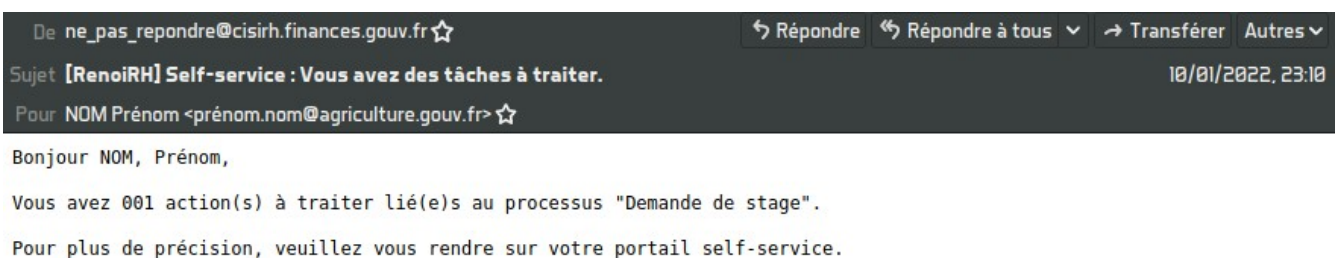 De ne_pas_repondre@cisirh.finances.gouv.fr Répondre Répondre à tous Transférer Autres
Sujet [RenoiRH] Self-service : Vous avez des tâches à traiter. 10/01/2022, 23:10
Pour NOM Prénom <prénom.nom@agriculture.gouv.fr>
Bonjour NOM, Prénom,
Vous avez 001 action(s) à traiter lié(e)s au processus "Demande de stage".
Pour plus de précision, veuillez vous rendre sur votre portail self-service.